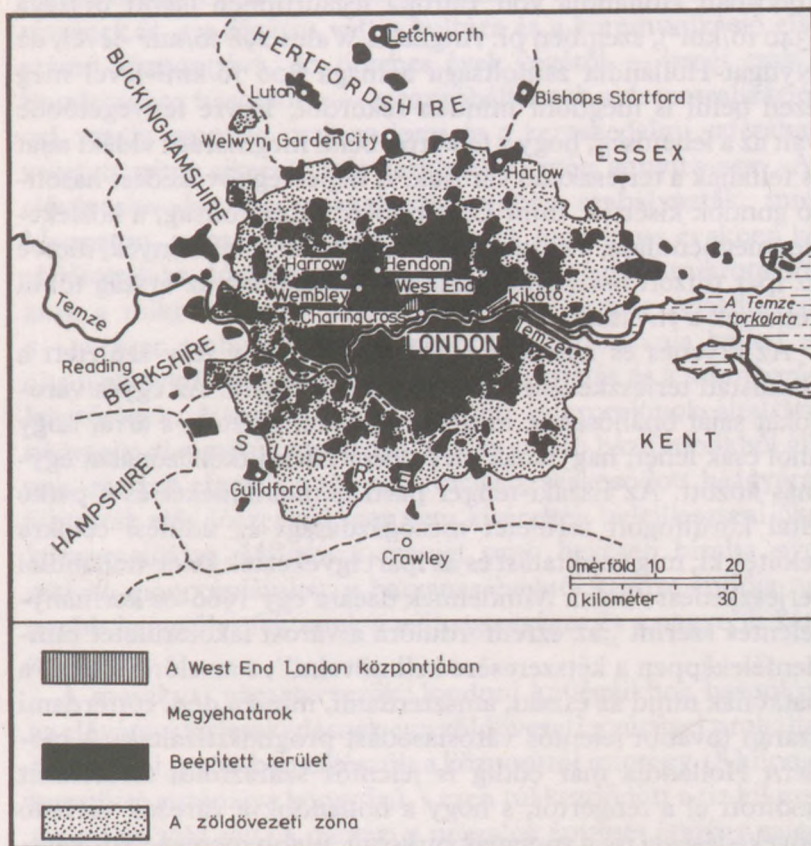 Letchworth
HERTFORDSHIRE
BUCKINGHAMSHIRE
Luton
Bishops Stortford
Welwyn Garden City
ESSEX
Harlow
Harrow
Hendon
Wembley
West End
kikötő
Temze
Charing Cross
A Temze
torkolata
LONDON
Temze
Reading
BERKSHIRE
KENT
SURREY
Guildford
HAMPSHIRE
Crawley
0 mérföld 10 20
0 kilométer 30
A West End London központjában
Megyehatárok
Beépített terület
A zöldövezeti zóna